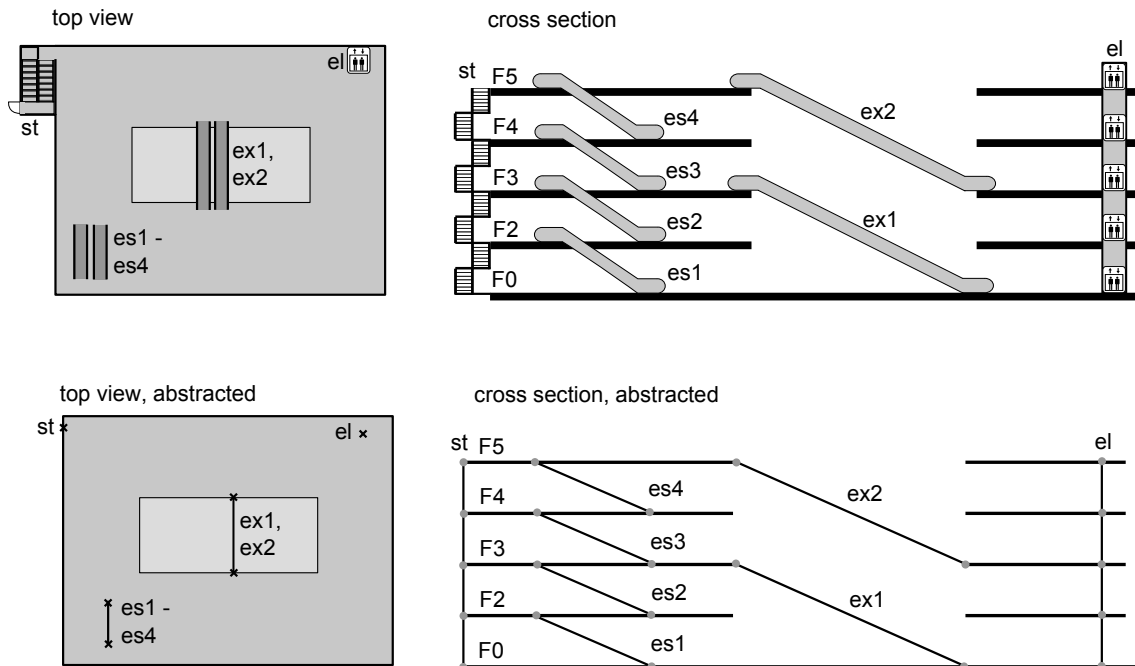 top view
el
st
ex1,
ex2
es1 -
es4
cross section
el
st
F5
es4
ex2
F4
es3
F3
es2
ex1
F2
es1
F0
top view, abstracted
st
el
ex1,
ex2
es1 -
es4
cross section, abstracted
st
F5
el
es4
ex2
F4
es3
F3
es2
ex1
F2
es1
F0